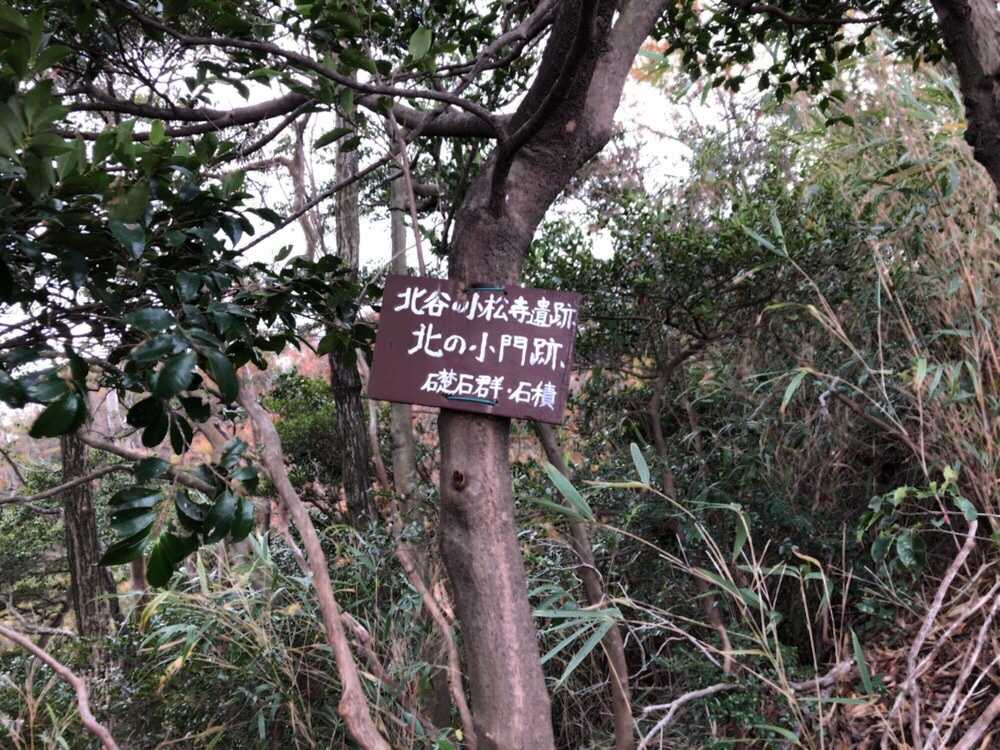 北谷の小松寺遺跡
北の小門跡、
礎石群・石積